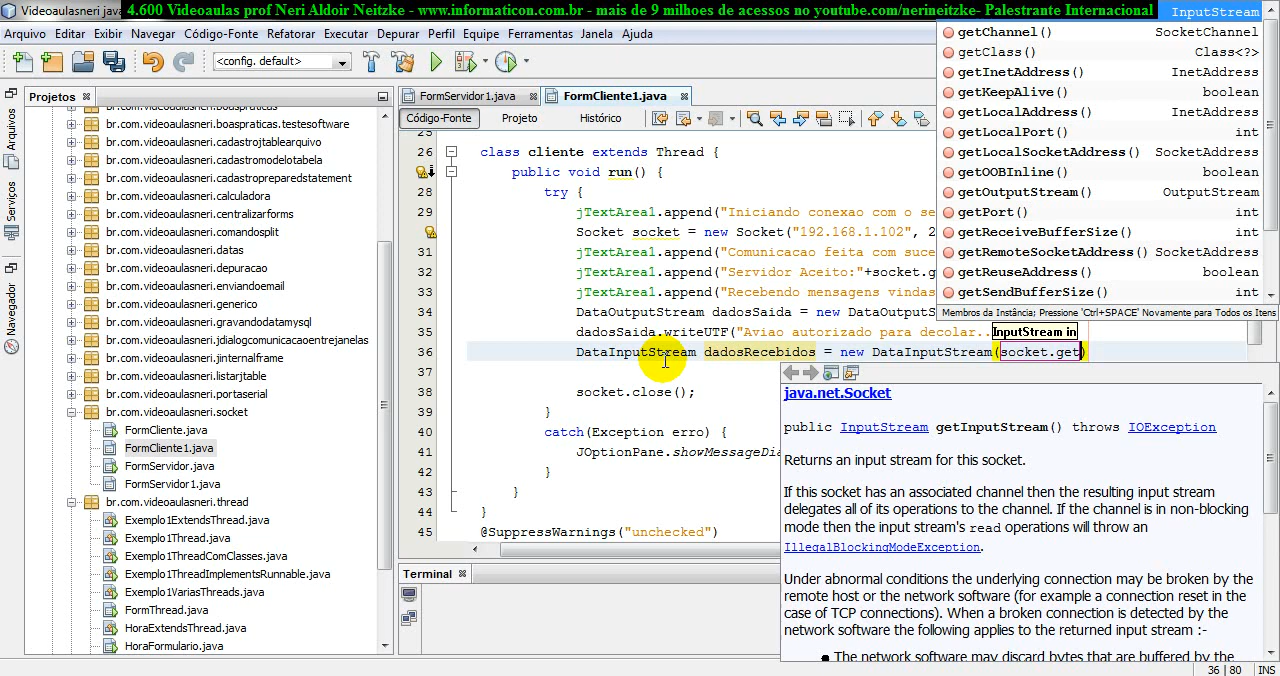 Videoaulasneri java
4.600 Videoaulas prof Neri Aldoir Neitzke - www.informaticon.com.br - mais de 9 milhoes de acessos no youtube.com/nerineitzke- Palestrante Internacional
Arquivo Editar Exibir Navegar Código-Fonte Refatorar Executar Depurar Perfil Equipe Ferramentas Janela Ajuda
<config. default>
InputStream
getChannel() SocketChannel
getClass() Class<?>
getInetAddress() InetAddress
getKeepAlive() boolean
getLocalAddress() InetAddress
getLocalPort() int
getLocalSocketAddress() SocketAddress
getOOBInline() boolean
getOutputStream() OutputStream
getPort() int
getReceiveBufferSize() int
getRemoteSocketAddress() SocketAddress
getReuseAddress() boolean
getSendBufferSize() int
Membros da Instância; Pressione 'Ctrl+SPACE' Novamente para Todos os Itens
Arquivos
Serviços
Navegador
Projetos
br.com.videoaulasneri.boaspraticas
br.com.videoaulasneri.boaspraticas.testesoftware
br.com.videoaulasneri.cadastrojtablearquivo
br.com.videoaulasneri.cadastromodelotabela
br.com.videoaulasneri.cadastropreparedstatement
br.com.videoaulasneri.calculadora
br.com.videoaulasneri.centralizarforms
br.com.videoaulasneri.comandosplit
br.com.videoaulasneri.datas
br.com.videoaulasneri.depuracao
br.com.videoaulasneri.enviandoemail
br.com.videoaulasneri.generico
br.com.videoaulasneri.gravandodatamysql
br.com.videoaulasneri.jdialogcomunicacaoentrejanelas
br.com.videoaulasneri.jinternalframe
br.com.videoaulasneri.listarjtable
br.com.videoaulasneri.portaserial
br.com.videoaulasneri.socket
FormCliente.java
FormCliente1.java
FormServidor.java
FormServidor1.java
br.com.videoaulasneri.thread
Exemplo1ExtendsThread.java
Exemplo1Thread.java
Exemplo1ThreadComClasses.java
Exemplo1ThreadImplementsRunnable.java
Exemplo1VariasThreads.java
FormThread.java
HoraExtendsThread.java
HoraFormulario.java
FormServidor1.java FormCliente1.java
Código-Fonte Projeto Histórico
25
26 class cliente extends Thread {
public void run() {
28 try {
29 jTextArea1.append("Iniciando conexao com o se
Socket socket = new Socket("192.168.1.102", 2
31 jTextArea1.append("Comunicacao feita com suce
32 jTextArea1.append("Servidor Aceito:"+socket.g
33 jTextArea1.append("Recebendo mensagens vindas
34 DataOutputStream dadosSaida = new DataOutputS
35 dadosSaida.writeUTF("Aviao autorizado para decolar..
InputStream in
36 DataInputStream dadosRecebidos = new DataInputStream(socket.get)
37
38 socket.close();
39 }
40 catch(Exception erro) {
41 JOptionPane.showMessageDia
42 }
43 }
44 }
45 @SuppressWarnings("unchecked")
Terminal
java.net.Socket
public InputStream getInputStream() throws IOException
Returns an input stream for this socket.
If this socket has an associated channel then the resulting input stream
delegates all of its operations to the channel. If the channel is in non-blocking
mode then the input stream's read operations will throw an
IllegalBlockingModeException.
Under abnormal conditions the underlying connection may be broken by the
remote host or the network software (for example a connection reset in the
case of TCP connections). When a broken connection is detected by the
network software the following applies to the returned input stream :-
● The network software may discard bytes that are buffered by the
36 | 80 INS